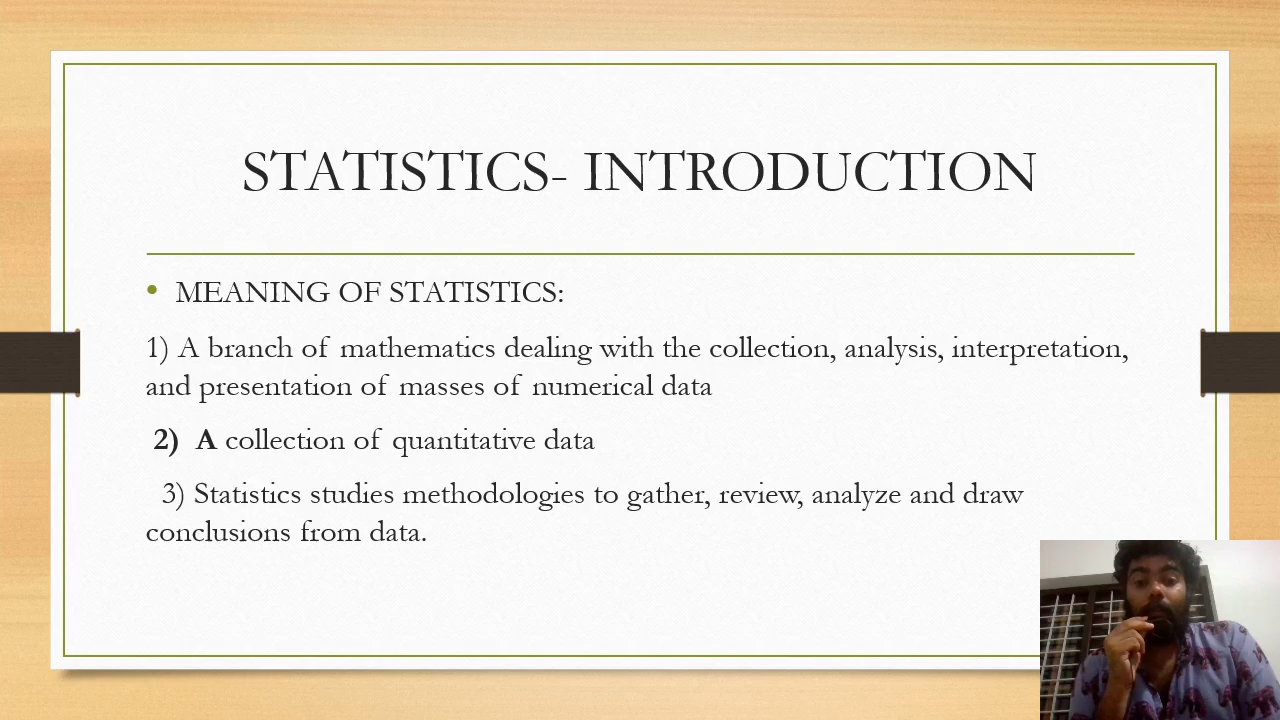 STATISTICS- INTRODUCTION
• MEANING OF STATISTICS:
1) A branch of mathematics dealing with the collection, analysis, interpretation,
and presentation of masses of numerical data
2) A collection of quantitative data
3) Statistics studies methodologies to gather, review, analyze and draw
conclusions from data.